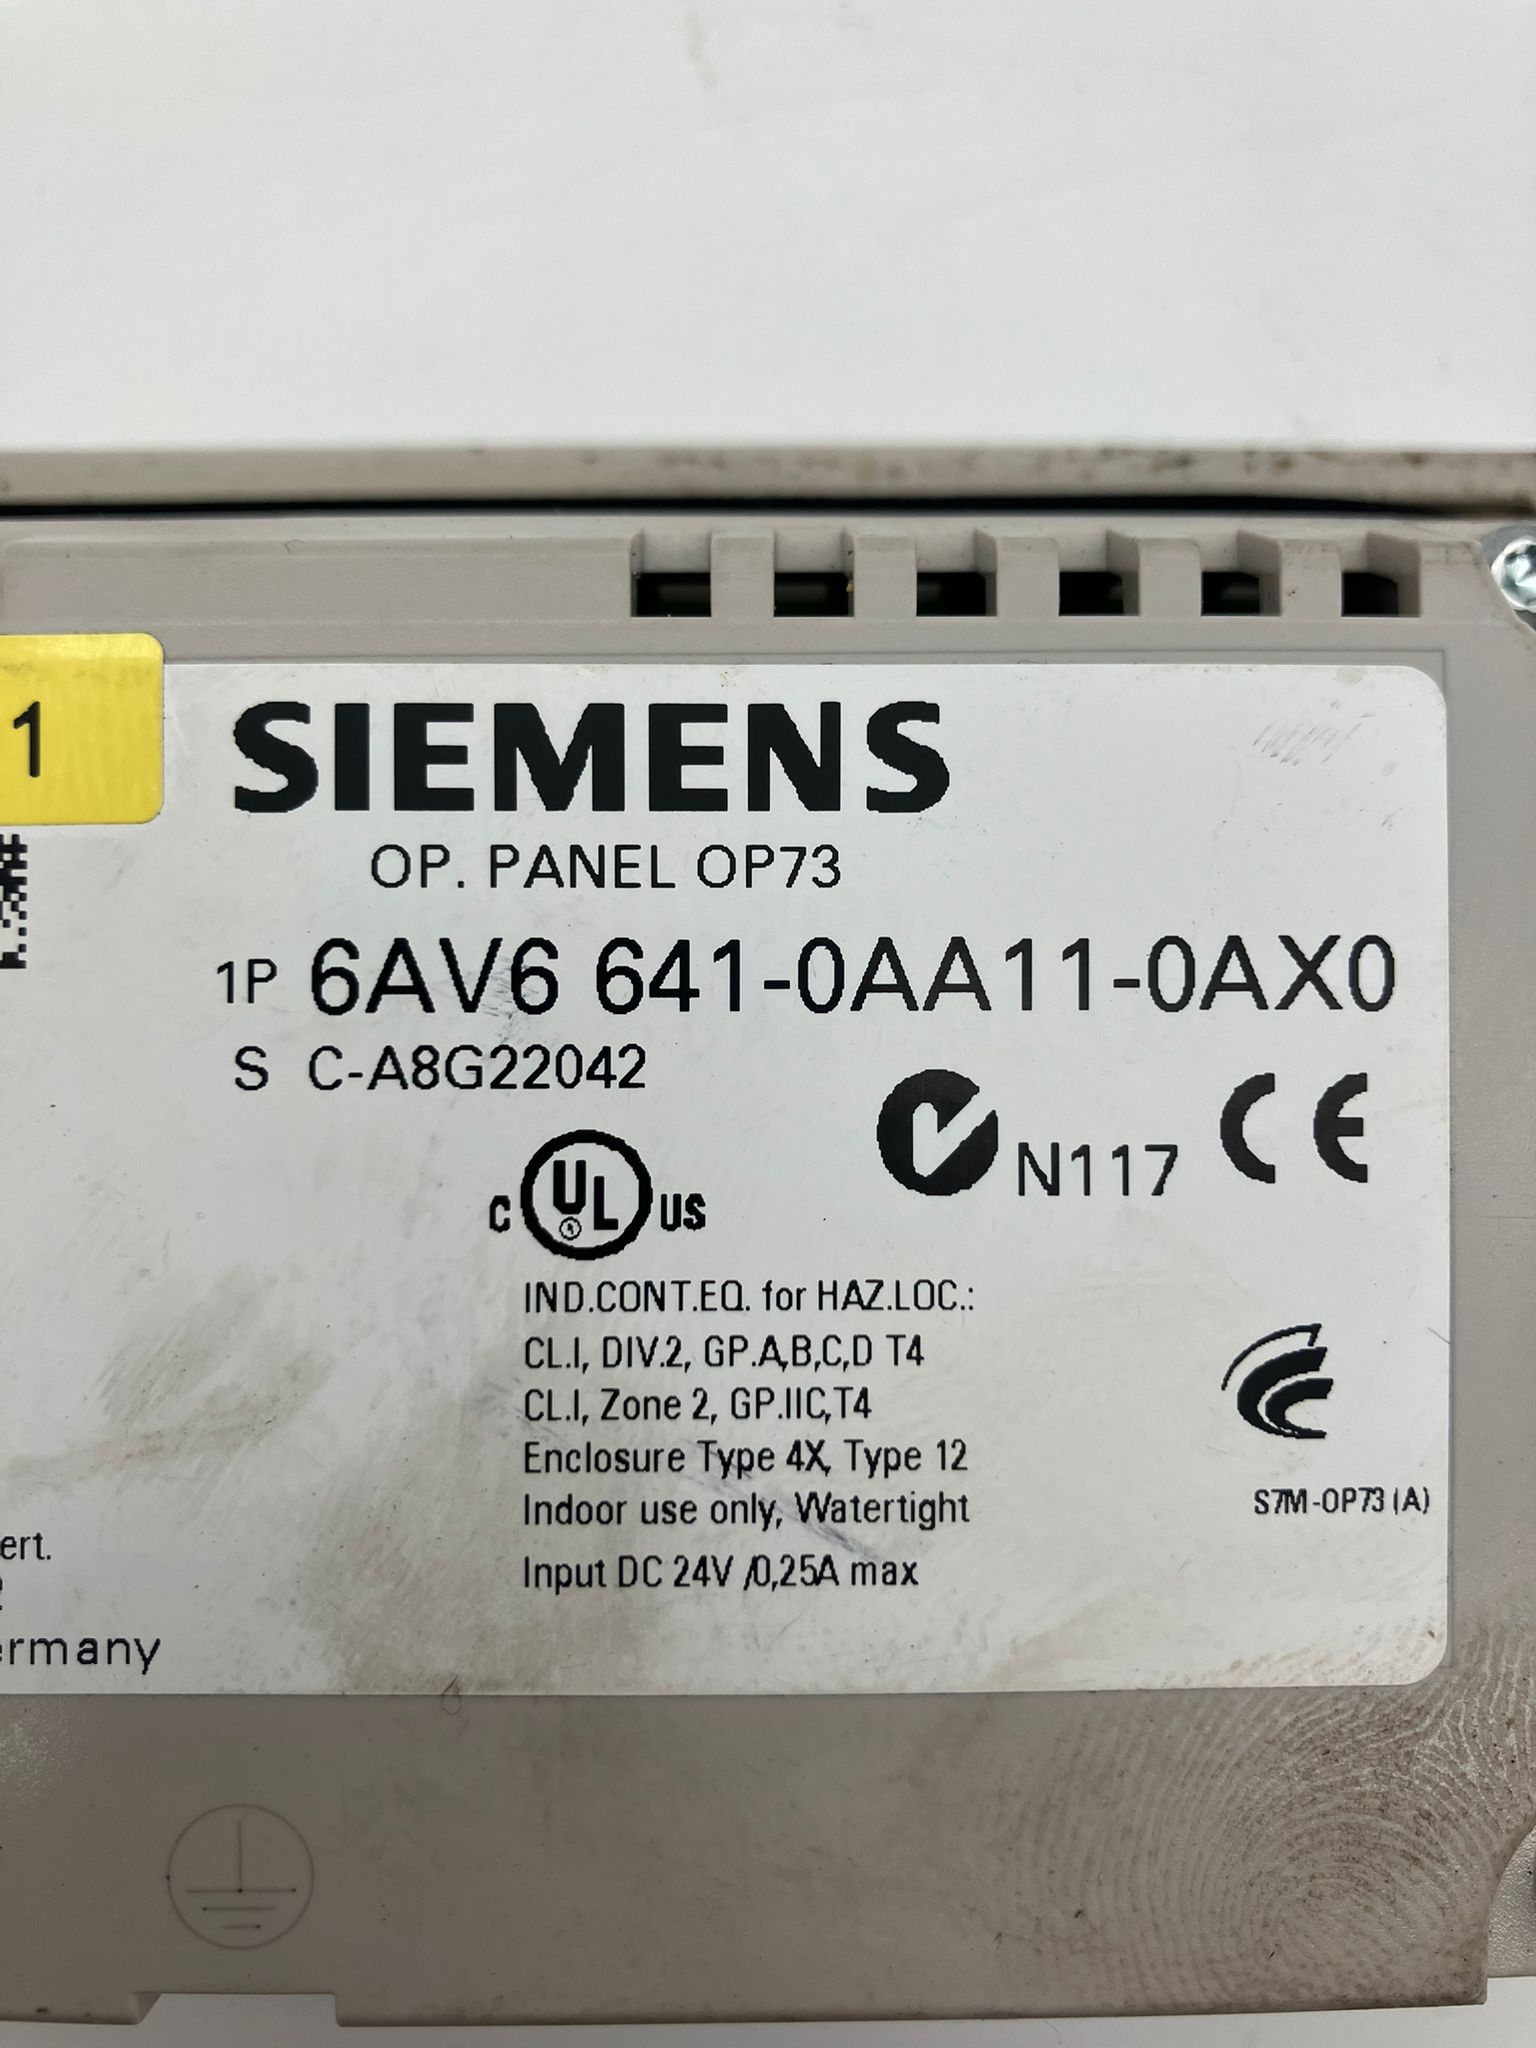 1
SIEMENS
OP. PANEL OP73
1P 6AV6 641-0AA11-0AX0
S C-A8G22042
N117 CE
C UL US
IND.CONT.EQ. for HAZ.LOC.:
CL.I, DIV.2, GP.A,B,C,D T4
CL.I, Zone 2, GP.IIC,T4
Enclosure Type 4X, Type 12
Indoor use only, Watertight
S7M-OP73 (A)
Input DC 24V /0,25A max
ert.
ermany